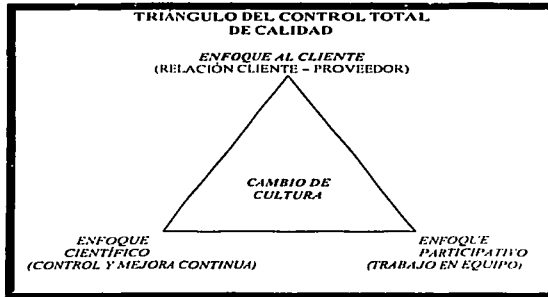 TRIÁNGULO DEL CONTROL TOTAL
DE CALIDAD
ENFOQUE AL CLIENTE
(RELACIÓN CLIENTE – PROVEEDOR)
CAMBIO DE
CULTURA
ENFOQUE
CIENTÍFICO
(CONTROL Y MEJORA CONTINUA)
ENFOQUE
PARTICIPATIVO
(TRABAJO EN EQUIPO)